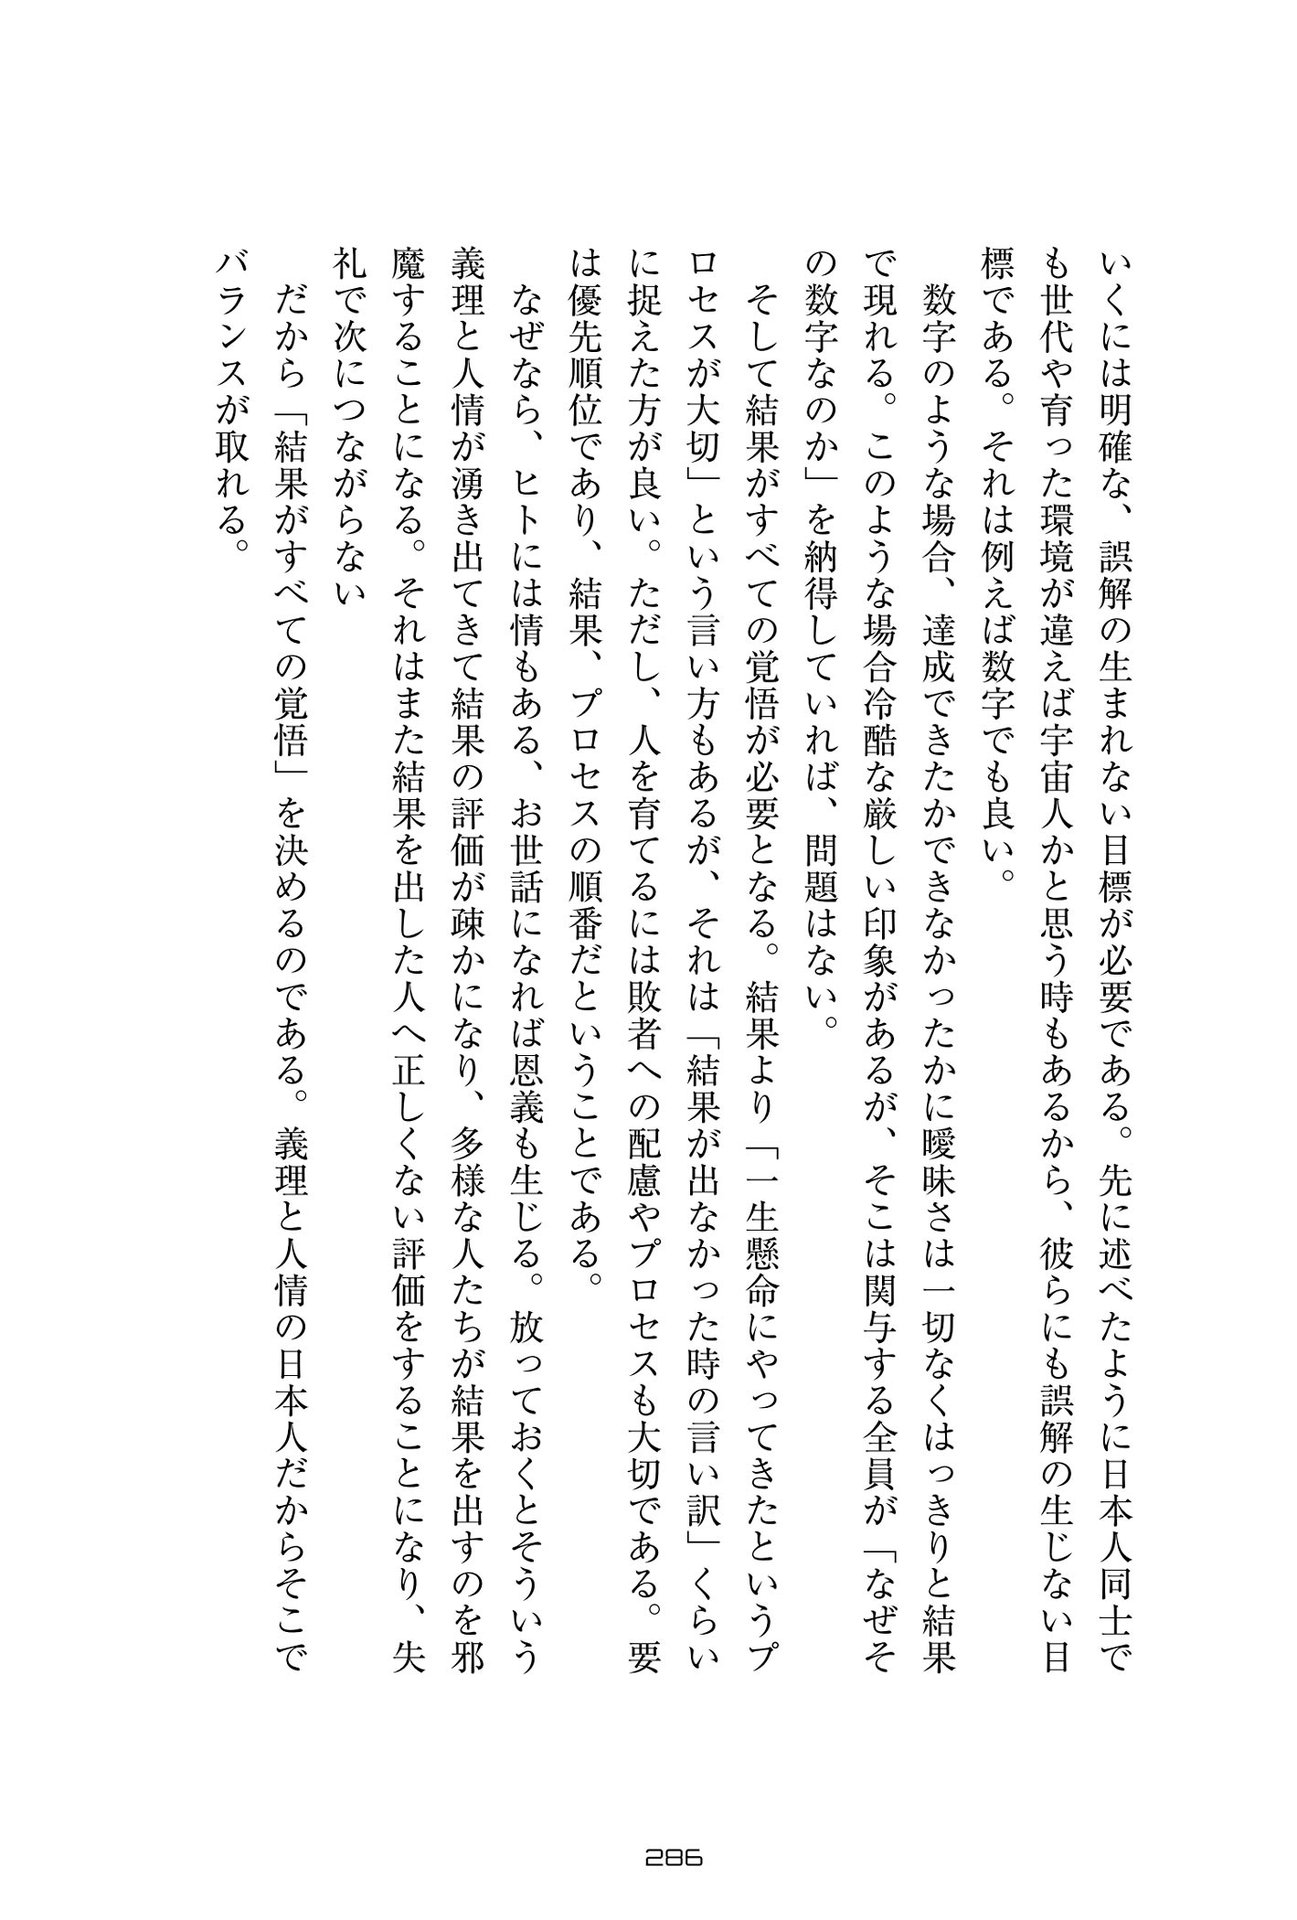 いくには明確な、誤解の生まれない目標が必要である。先に述べたように日本人同士で
も世代や育った環境が違えば宇宙人かと思う時もあるから、彼らにも誤解の生じない目
標である。それは例えば数字でも良い。
　数字のような場合、達成できたかできなかったかに曖昧さは一切なくはっきりと結果
で現れる。このような場合冷酷な厳しい印象があるが、そこは関与する全員が「なぜそ
の数字なのか」を納得していれば、問題はない。
　そして結果がすべての覚悟が必要となる。結果より「一生懸命にやってきたというプ
ロセスが大切」という言い方もあるが、それは「結果が出なかった時の言い訳」くらい
に捉えた方が良い。ただし、人を育てるには敗者への配慮やプロセスも大切である。要
は優先順位であり、結果、プロセスの順番だということである。
　なぜなら、ヒトには情もある、お世話になれば恩義も生じる。放っておくとそういう
義理と人情が湧き出てきて結果の評価が疎かになり、多様な人たちが結果を出すのを邪
魔することになる。それはまた結果を出した人へ正しくない評価をすることになり、失
礼で次につながらない
　だから「結果がすべての覚悟」を決めるのである。義理と人情の日本人だからそこで
バランスが取れる。
286